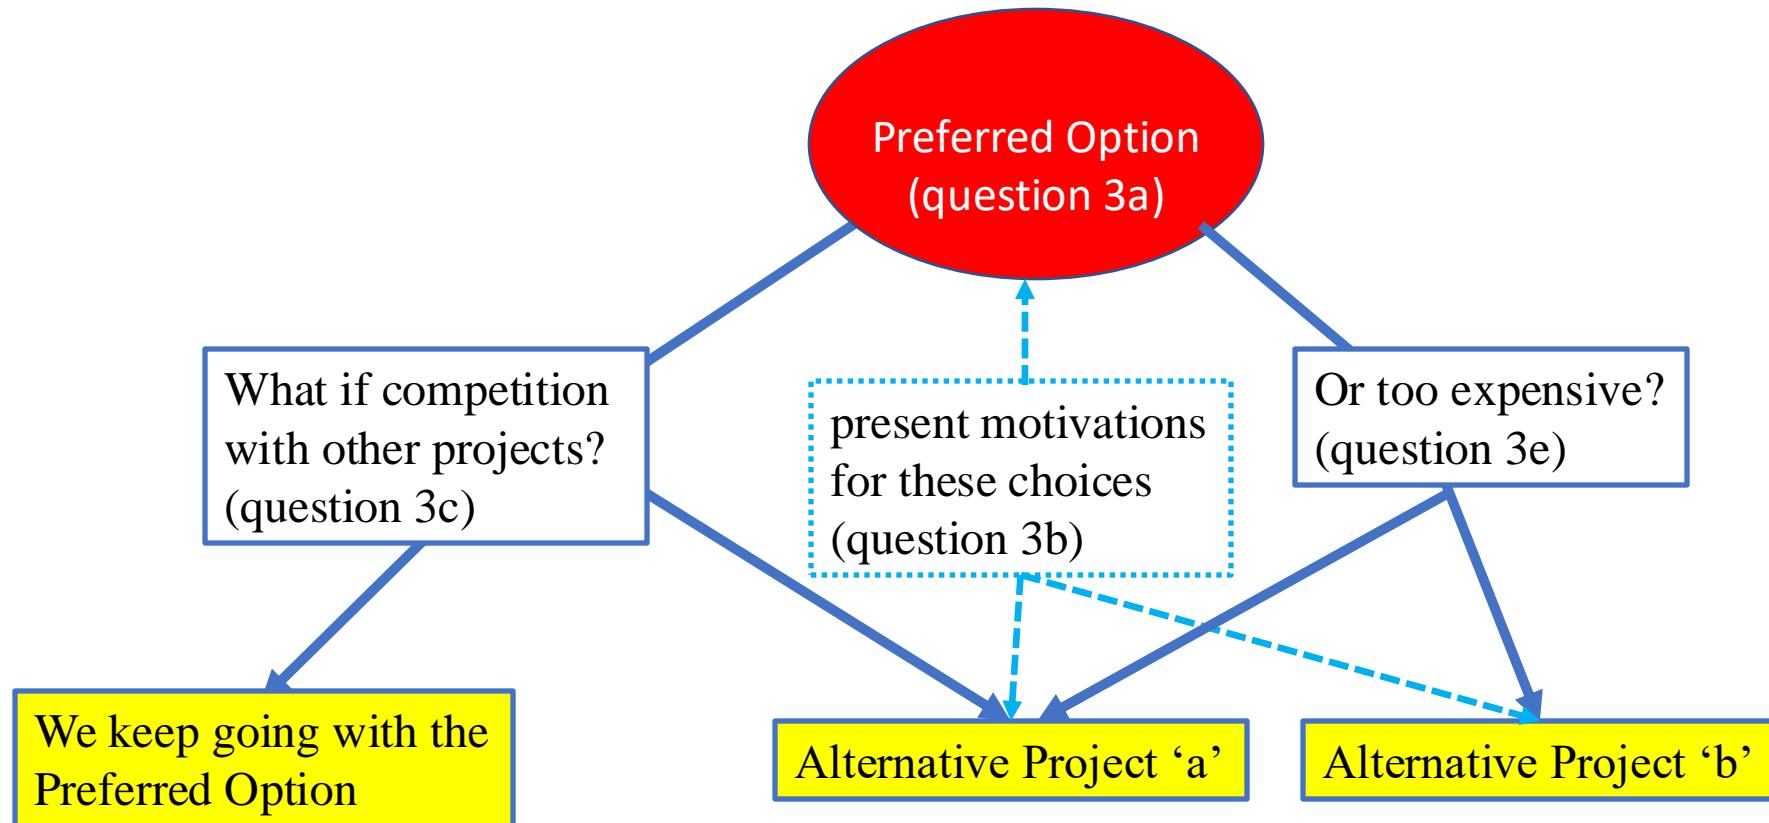 Preferred Option
(question 3a)
What if competition
with other projects?
(question 3c)
present motivations
for these choices
(question 3b)
Or too expensive?
(question 3e)
We keep going with the
Preferred Option
Alternative Project ‘a’
Alternative Project ‘b’